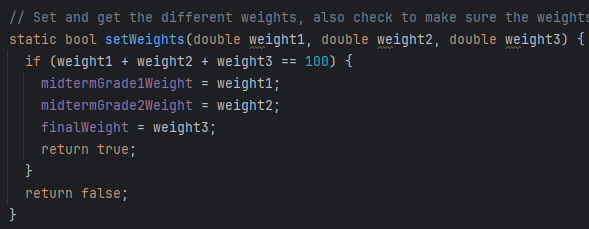 // Set and get the different weights, also check to make sure the weights
static bool setWeights(double weight1, double weight2, double weight3) {
  if (weight1 + weight2 + weight3 == 100) {
    midtermGrade1Weight = weight1;
    midtermGrade2Weight = weight2;
    finalWeight = weight3;
    return true;
  }
  return false;
}